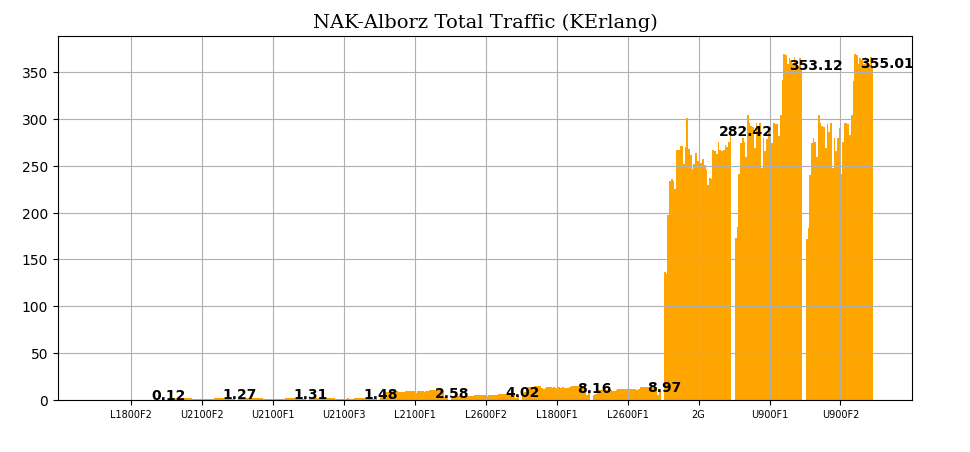 NAK-Alborz Total Traffic (KErlang)
350
300
250
200
150
100
50
0
0.12
1.27
1.31
1.48
2.58
4.02
8.16
8.97
282.42
353.12
355.01
L1800F2
U2100F2
U2100F1
U2100F3
L2100F1
L2600F2
L1800F1
L2600F1
2G
U900F1
U900F2